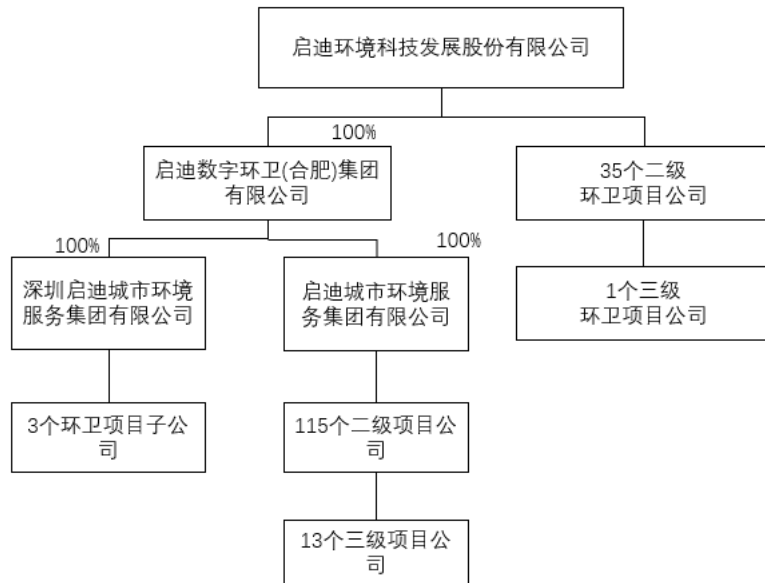 启迪环境科技发展股份有限公司
100%
启迪数字环卫(合肥)集团
有限公司
35个二级
环卫项目公司
100%
100%
深圳启迪城市环境
服务集团有限公司
启迪城市环境服
务集团有限公司
1个三级
环卫项目公司
3个环卫项目子公
司
115个二级项目公
司
13个三级项目公
司